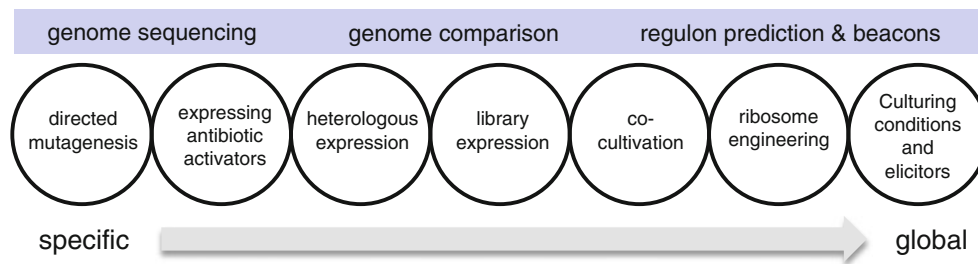 genome sequencing genome comparison regulon prediction & beacons
directed
mutagenesis
expressing
antibiotic
activators
heterologous
expression
library
expression
co-
cultivation
ribosome
engineering
Culturing
conditions
and
elicitors
specific global